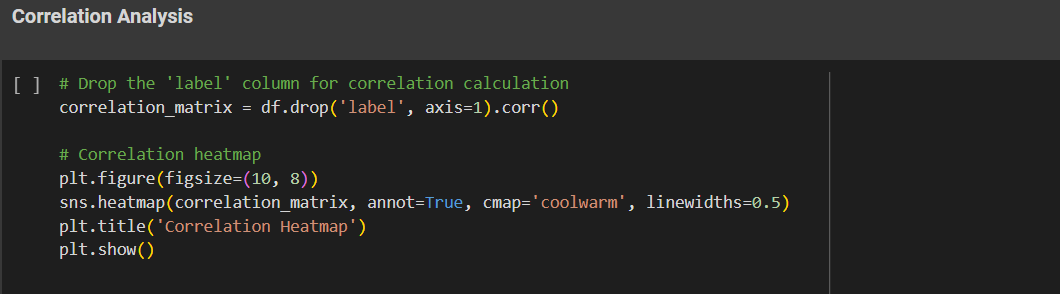 Correlation Analysis
[ ] # Drop the 'label' column for correlation calculation
correlation_matrix = df.drop('label', axis=1).corr()
# Correlation heatmap
plt.figure(figsize=(10, 8))
sns.heatmap(correlation_matrix, annot=True, cmap='coolwarm', linewidths=0.5)
plt.title('Correlation Heatmap')
plt.show()